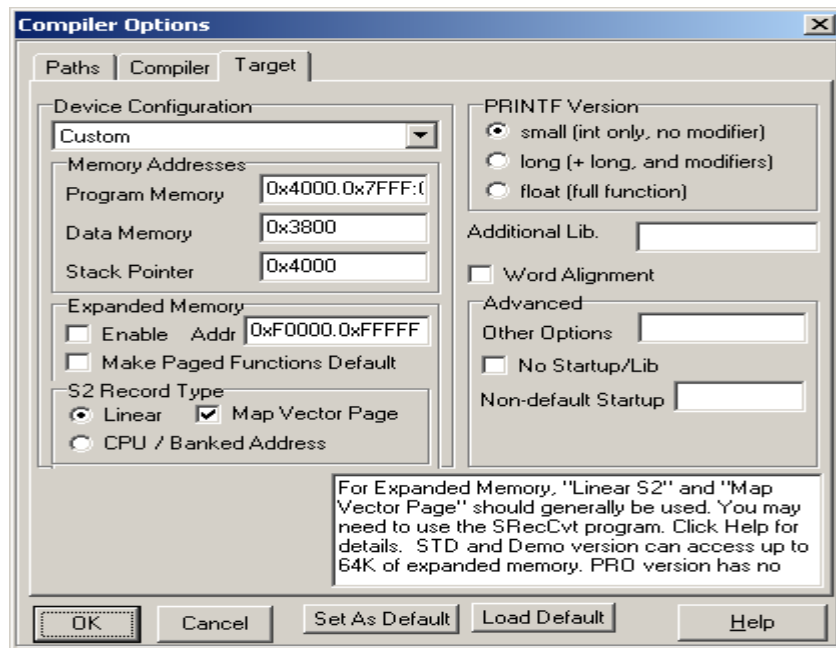 Compiler Options
Paths Compiler Target
Device Configuration
Custom
Memory Addresses
Program Memory 0x4000.0x7FFF:(
Data Memory 0x3800
Stack Pointer 0x4000
Expanded Memory
Enable Addr 0xF0000.0xFFFFF
Make Paged Functions Default
S2 Record Type
Linear Map Vector Page
CPU / Banked Address
PRINTF Version
small (int only, no modifier)
long (+ long, and modifiers)
float (full function)
Additional Lib.
Word Alignment
Advanced
Other Options
No Startup/Lib
Non-default Startup
For Expanded Memory, "Linear S2" and "Map
Vector Page" should generally be used. You may
need to use the SRecCvt program. Click Help for
details. STD and Demo version can access up to
64K of expanded memory. PRO version has no
OK Cancel Set As Default Load Default Help